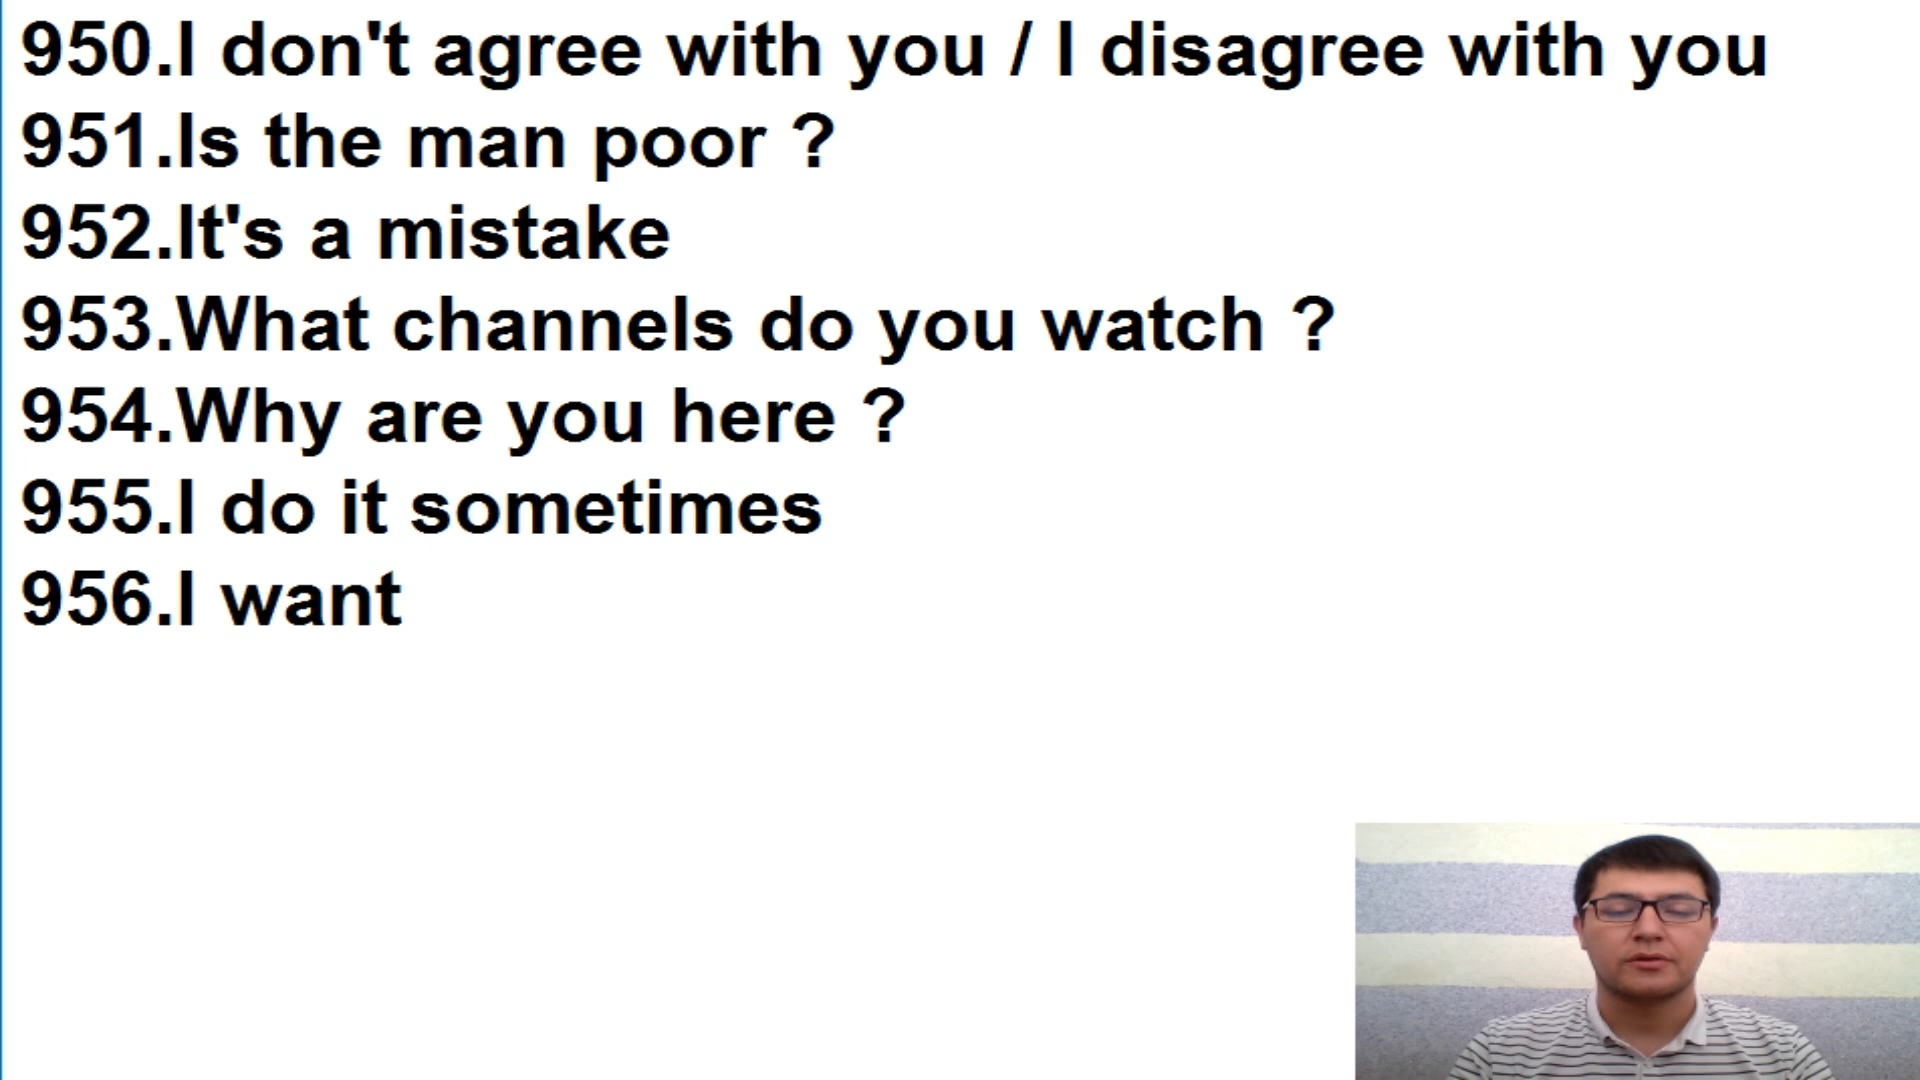 950.I don't agree with you / I disagree with you
951.Is the man poor ?
952.It's a mistake
953.What channels do you watch ?
954.Why are you here ?
955.I do it sometimes
956.I want